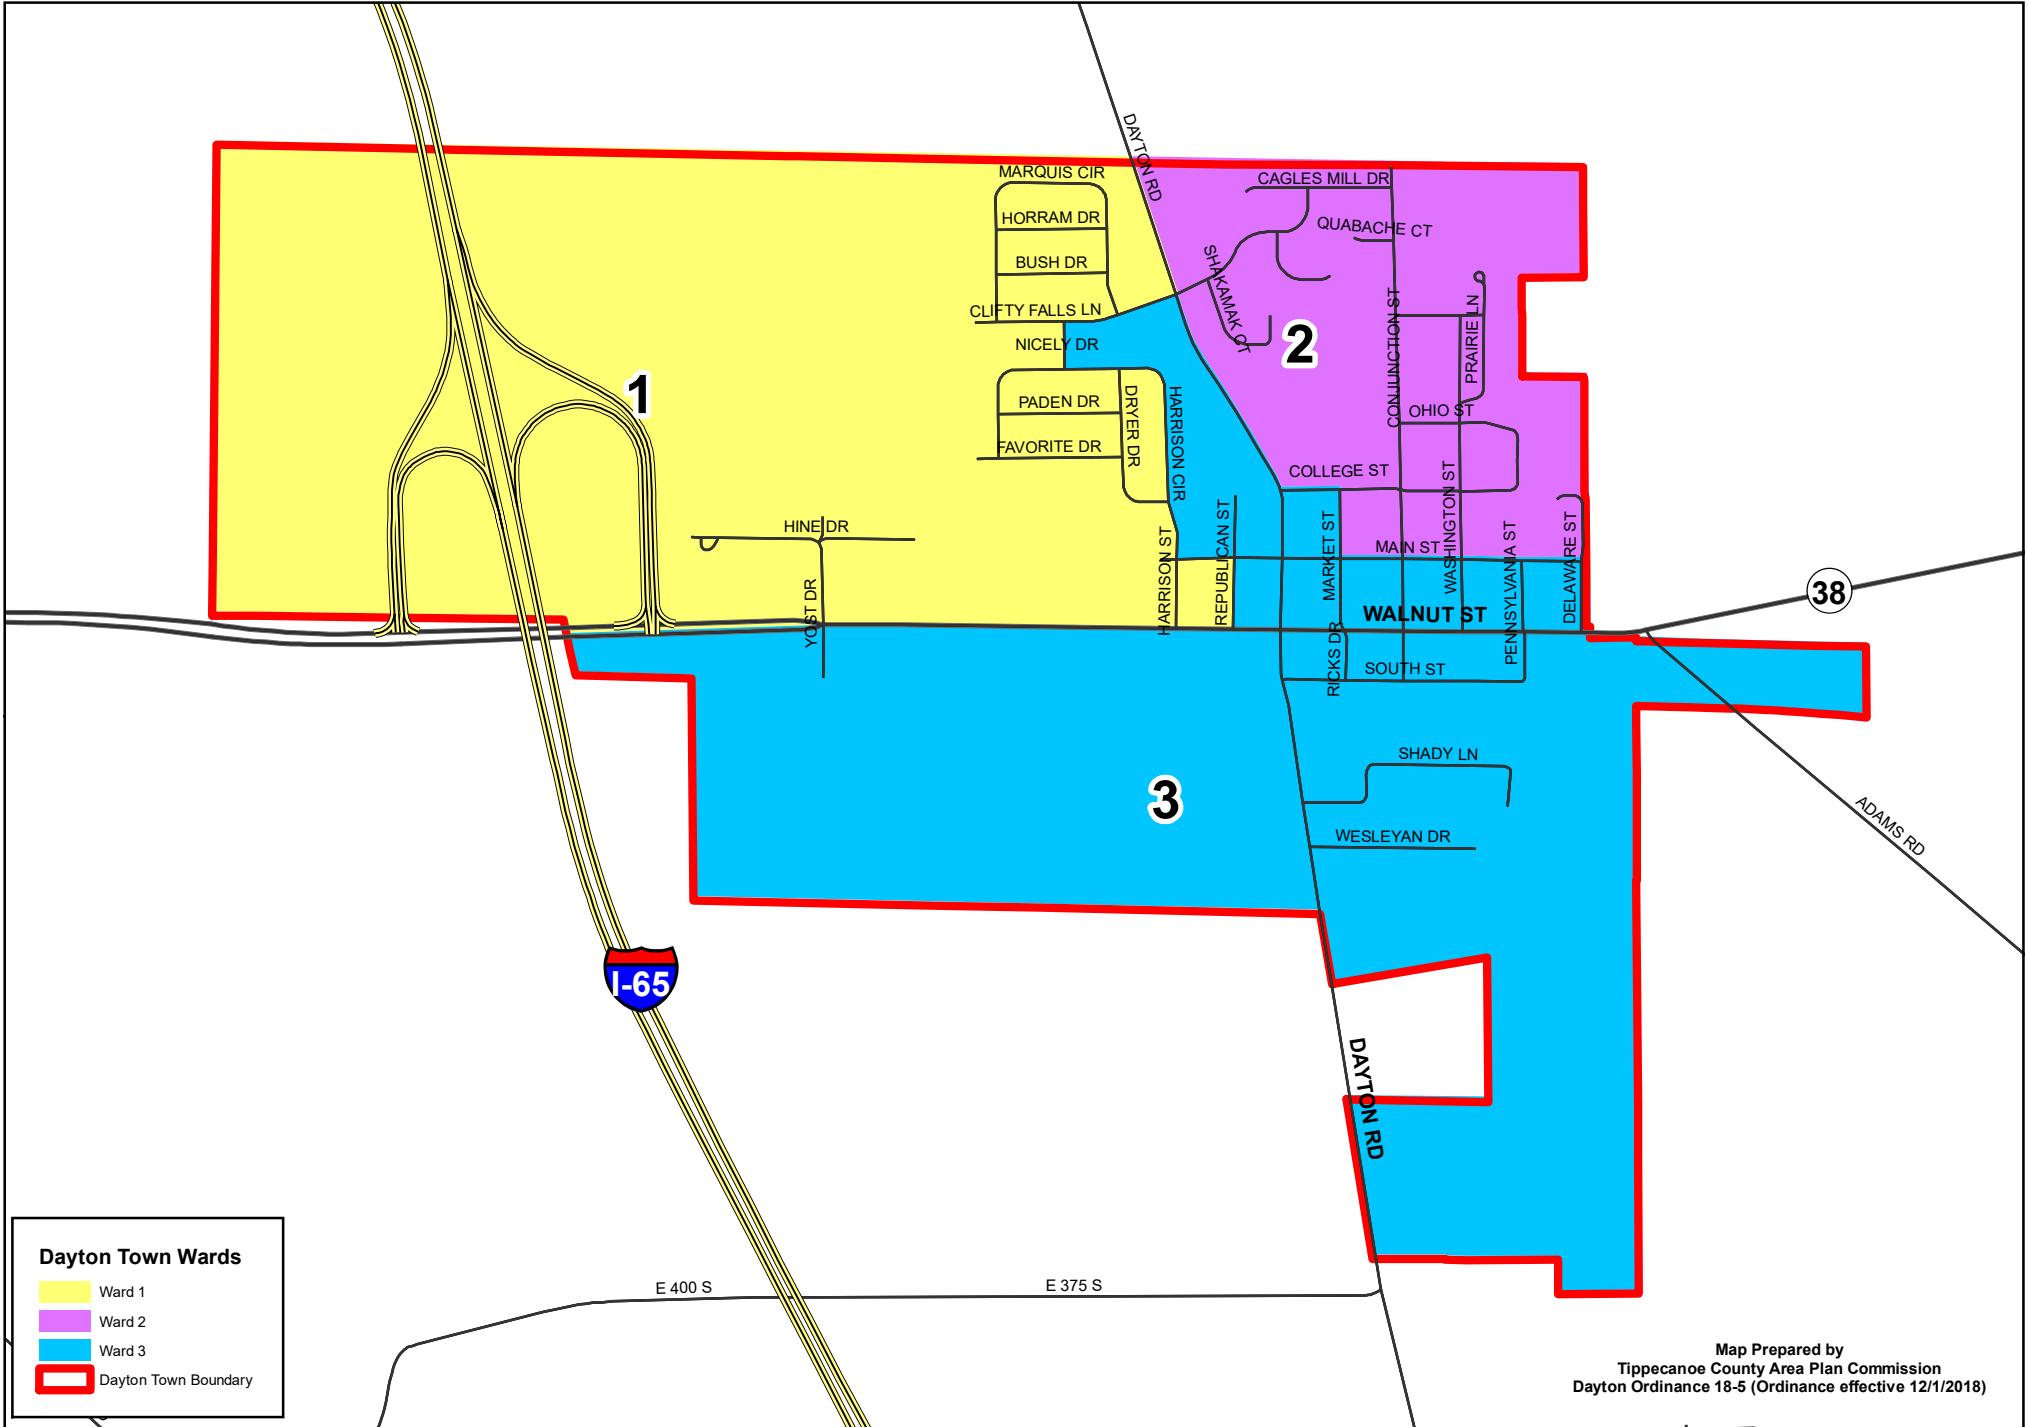 DAYTON RD
MARQUIS CIR
CAGLES MILL DR
HORRAM DR
QUABACHE CT
BUSH DR
SHAKAMAK CT
CLIFTY FALLS LN
NICELY DR
CONJUNCTION ST
PRAIRIE LN
2
1
PADEN DR
DRYER DR
HARRISON CIR
OHIO ST
FAVORITE DR
COLLEGE ST
WASHINGTON ST
HINE DR
HARRISON ST
REPUBLICAN ST
MARKET ST
MAIN ST
PENNSYLVANIA ST
DELAWARE ST
38
YOST DR
WALNUT ST
RICKS DR
SOUTH ST
SHADY LN
3
WESLEYAN DR
ADAMS RD
I-65
DAYTON RD
E 400 S
E 375 S
Dayton Town Wards
Ward 1
Ward 2
Ward 3
Dayton Town Boundary
Map Prepared by
Tippecanoe County Area Plan Commission
Dayton Ordinance 18-5 (Ordinance effective 12/1/2018)